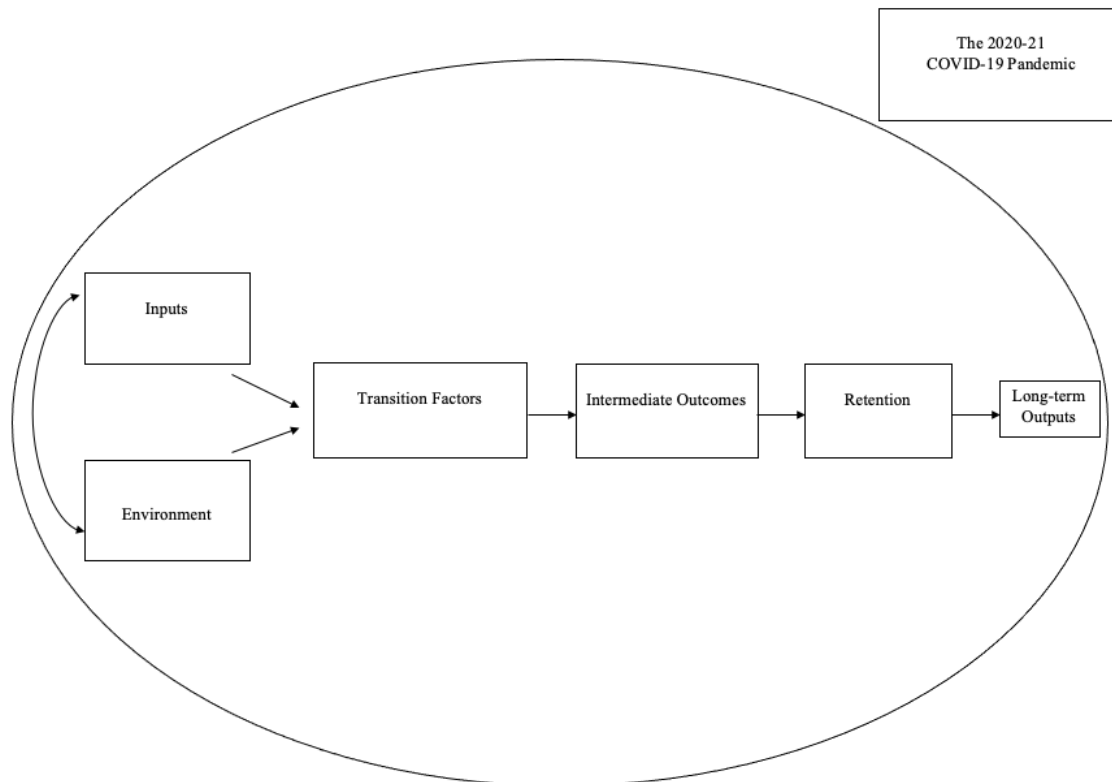 The 2020-21
COVID-19 Pandemic
Inputs
Environment
Transition Factors
Intermediate Outcomes
Retention
Long-term
Outputs